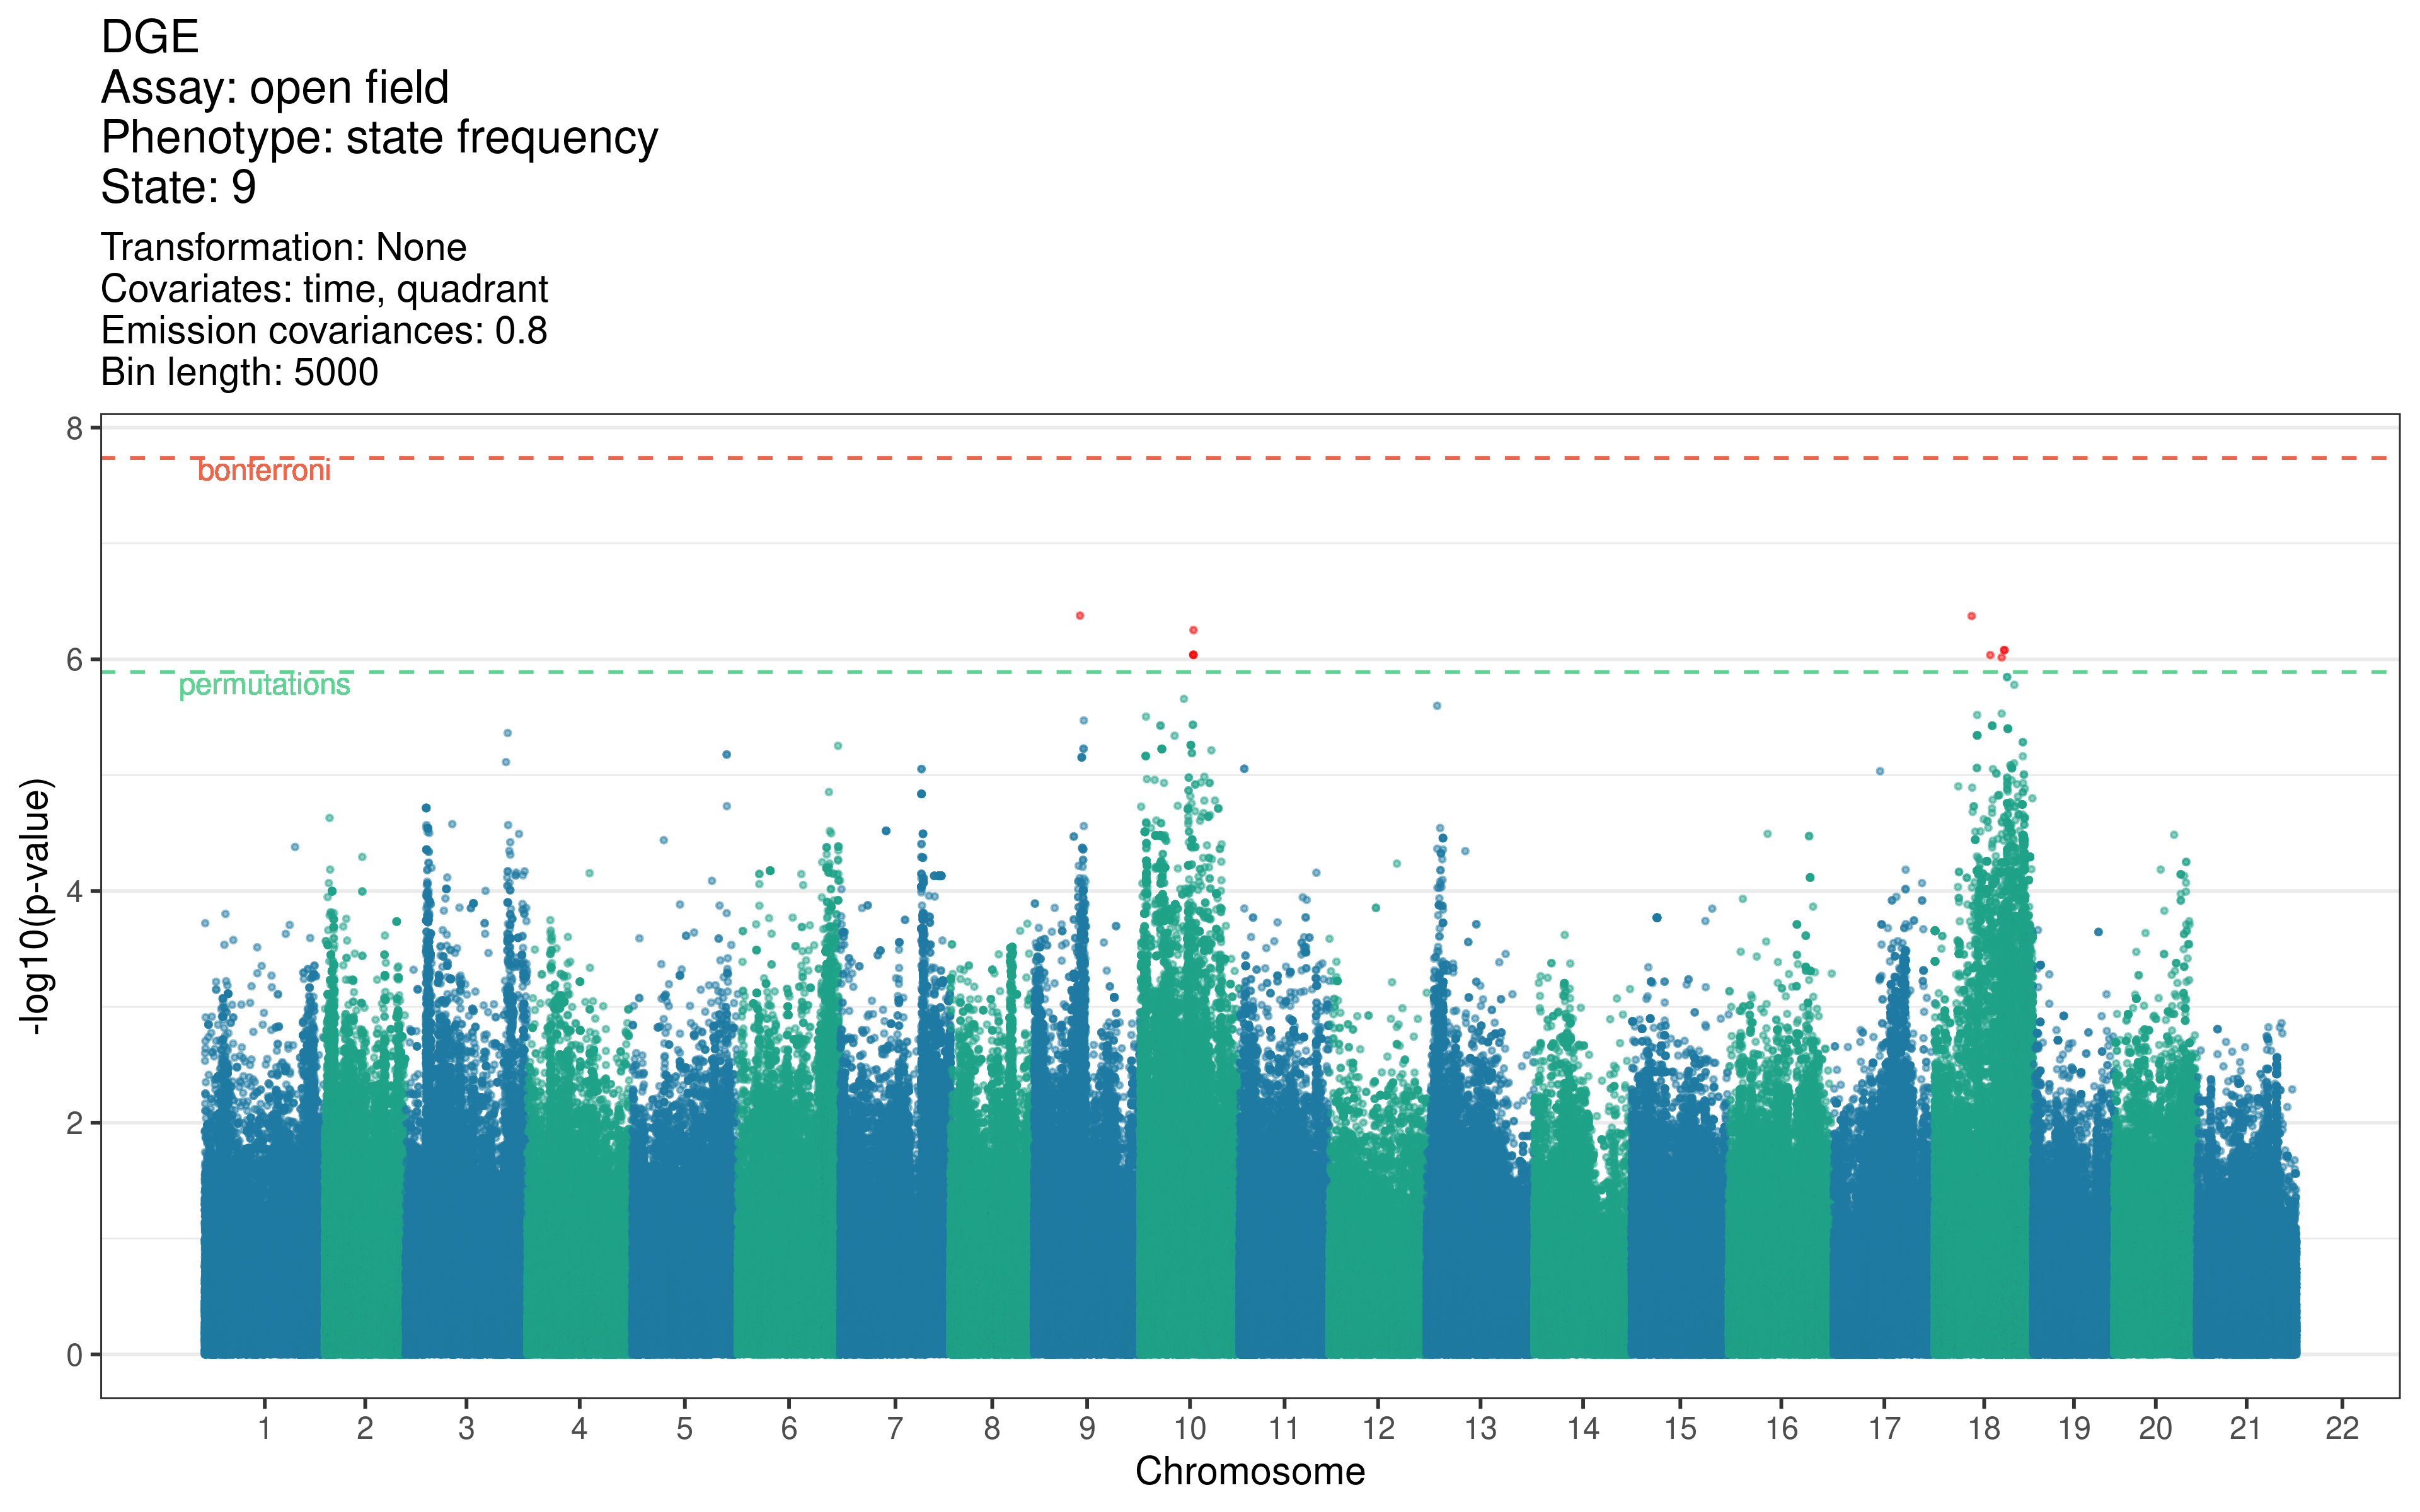 DGE
Assay: open field
Phenotype: state frequency
State: 9
Transformation: None
Covariates: time, quadrant
Emission covariances: 0.8
Bin length: 5000
8
bonferroni
6
permutations
4
2
0
-log10(p-value)
1 2 3 4 5 6 7 8 9 10 11 12 13 14 15 16 17 18 19 20 21 22
Chromosome